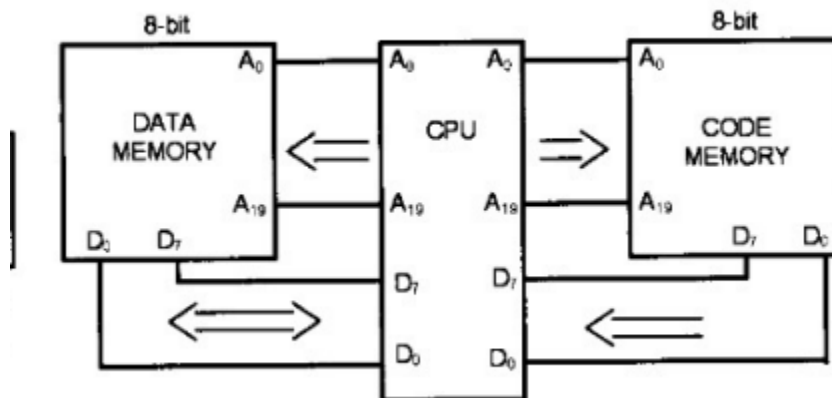 8-bit
8-bit
A₀
A₀
A₀
A₀
DATA
MEMORY
CPU
CODE
MEMORY
A₁₉
A₁₉
A₁₉
A₁₉
D₀
D₇
D₇
D₀
D₇
D₇
D₀
D₀